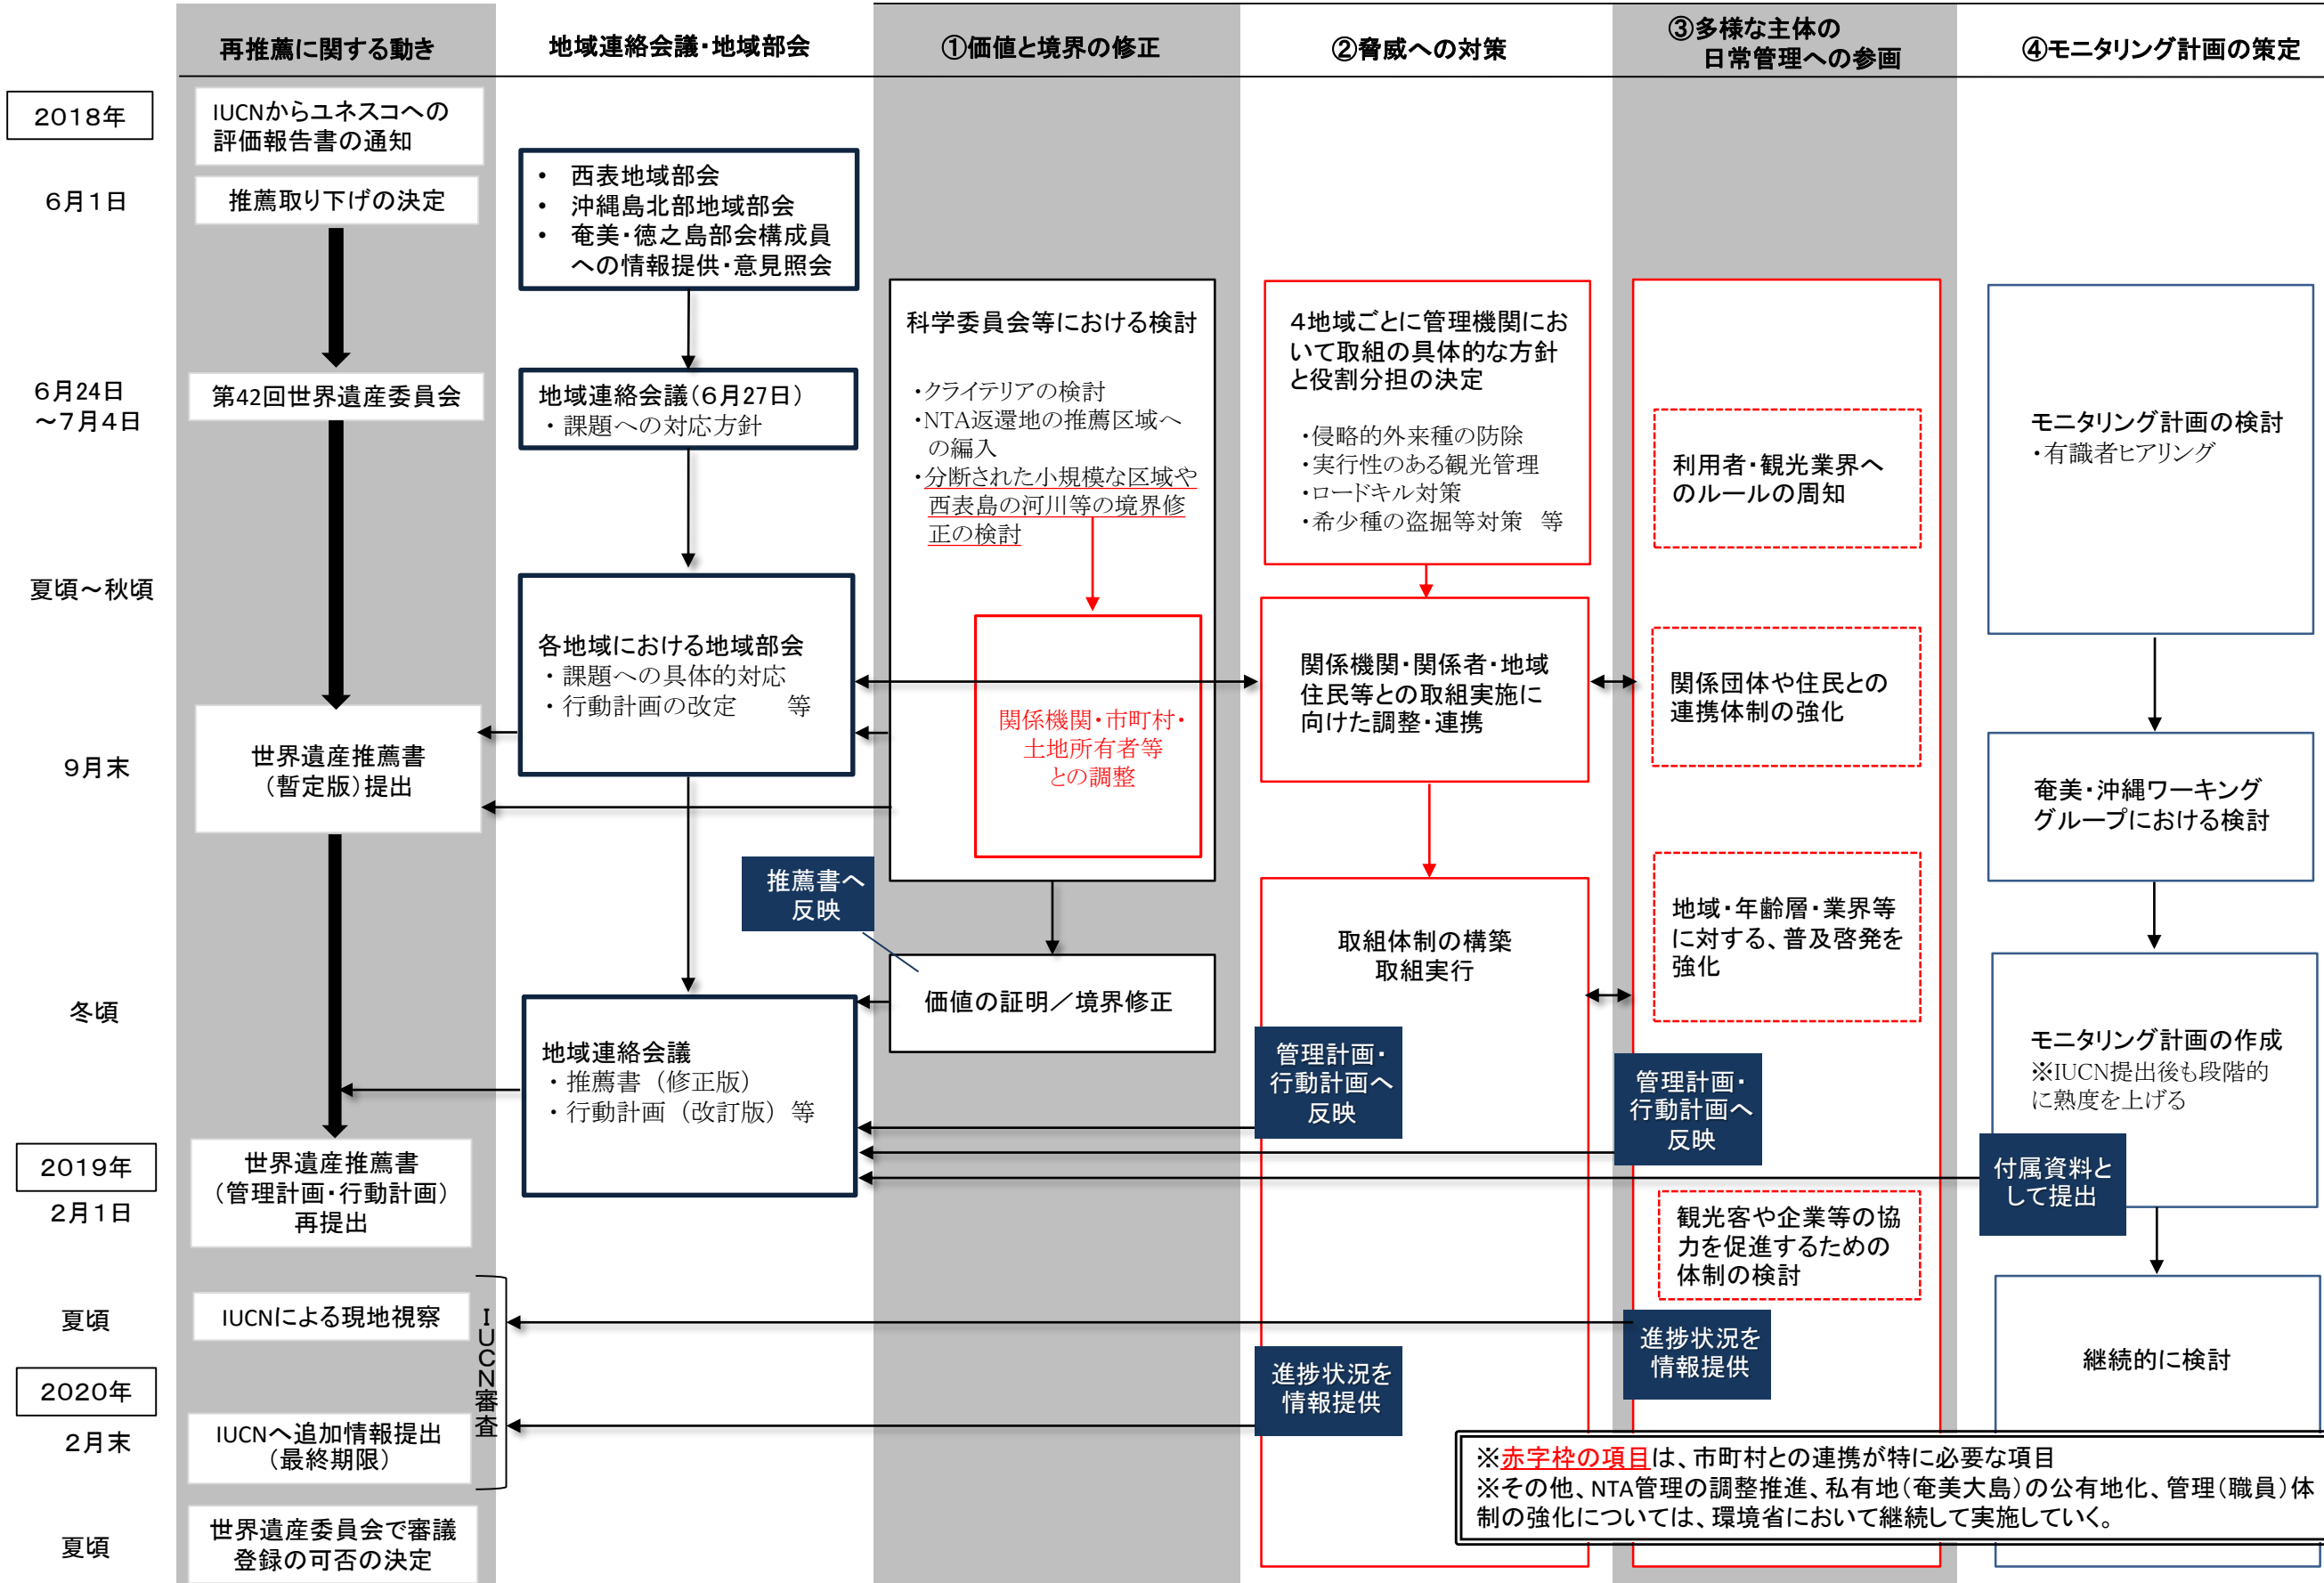 再推薦に関する動き
地域連絡会議・地域部会
①価値と境界の修正
②脅威への対策
③多様な主体の
日常管理への参画
④モニタリング計画の策定
2018年
6月1日
6月24日
～7月4日
夏頃～秋頃
9月末
冬頃
2019年
2月1日
夏頃
2020年
2月末
夏頃
IUCNからユネスコへの
評価報告書の通知
推薦取り下げの決定
第42回世界遺産委員会
世界遺産推薦書
（暫定版）提出
世界遺産推薦書
（管理計画・行動計画）
再提出
IUCNによる現地視察
IUCNへ追加情報提出
（最終期限）
世界遺産委員会で審議
登録の可否の決定
IUCN審査
• 西表地域部会
• 沖縄島北部地域部会
• 奄美・徳之島部会構成員
への情報提供・意見照会
地域連絡会議（6月27日）
・課題への対応方針
各地域における地域部会
・課題への具体的対応
・行動計画の改定　等
推薦書へ
反映
地域連絡会議
・推薦書（修正版）
・行動計画（改訂版）等
科学委員会等における検討
・クライテリアの検討
・NTA返還地の推薦区域へ
の編入
・分断された小規模な区域や
西表島の河川等の境界修
正の検討
関係機関・市町村・
土地所有者等
との調整
価値の証明／境界修正
4地域ごとに管理機関にお
いて取組の具体的な方針
と役割分担の決定
・侵略的外来種の防除
・実行性のある観光管理
・ロードキル対策
・希少種の盗掘等対策　等
関係機関・関係者・地域
住民等との取組実施に
向けた調整・連携
取組体制の構築
取組実行
管理計画・
行動計画へ
反映
進捗状況を
情報提供
利用者・観光業界へ
のルールの周知
関係団体や住民との
連携体制の強化
地域・年齢層・業界等
に対する、普及啓発を
強化
管理計画・
行動計画へ
反映
観光客や企業等の協
力を促進するための
体制の検討
進捗状況を
情報提供
モニタリング計画の検討
・有識者ヒアリング
奄美・沖縄ワーキング
グループにおける検討
モニタリング計画の作成
※IUCN提出後も段階的
に熟度を上げる
付属資料と
して提出
継続的に検討
※赤字枠の項目は、市町村との連携が特に必要な項目
※その他、NTA管理の調整推進、私有地（奄美大島）の公有地化、管理（職員）体
制の強化については、環境省において継続して実施していく。